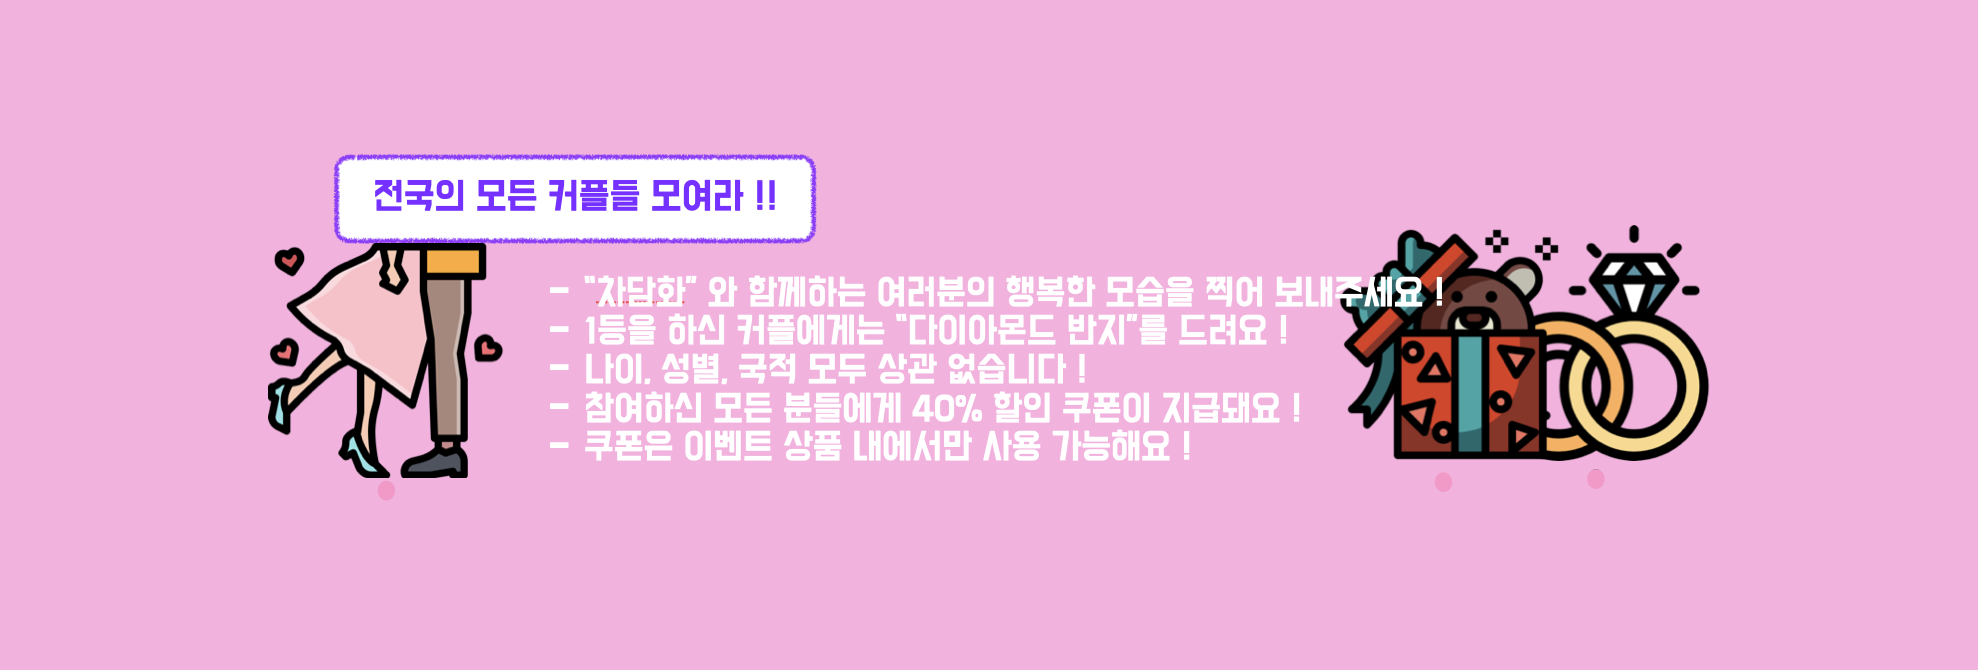 전국의 모든 커플들 모여라 !!
- "차담화" 와 함께하는 여러분의 행복한 모습을 찍어 보내주세요 !
- 1등을 하신 커플에게는 "다이아몬드 반지"를 드려요 !
- 나이, 성별, 국적 모두 상관 없습니다 !
- 참여하신 모든 분들에게 40% 할인 쿠폰이 지급돼요 !
- 쿠폰은 이벤트 상품 내에서만 사용 가능해요 !